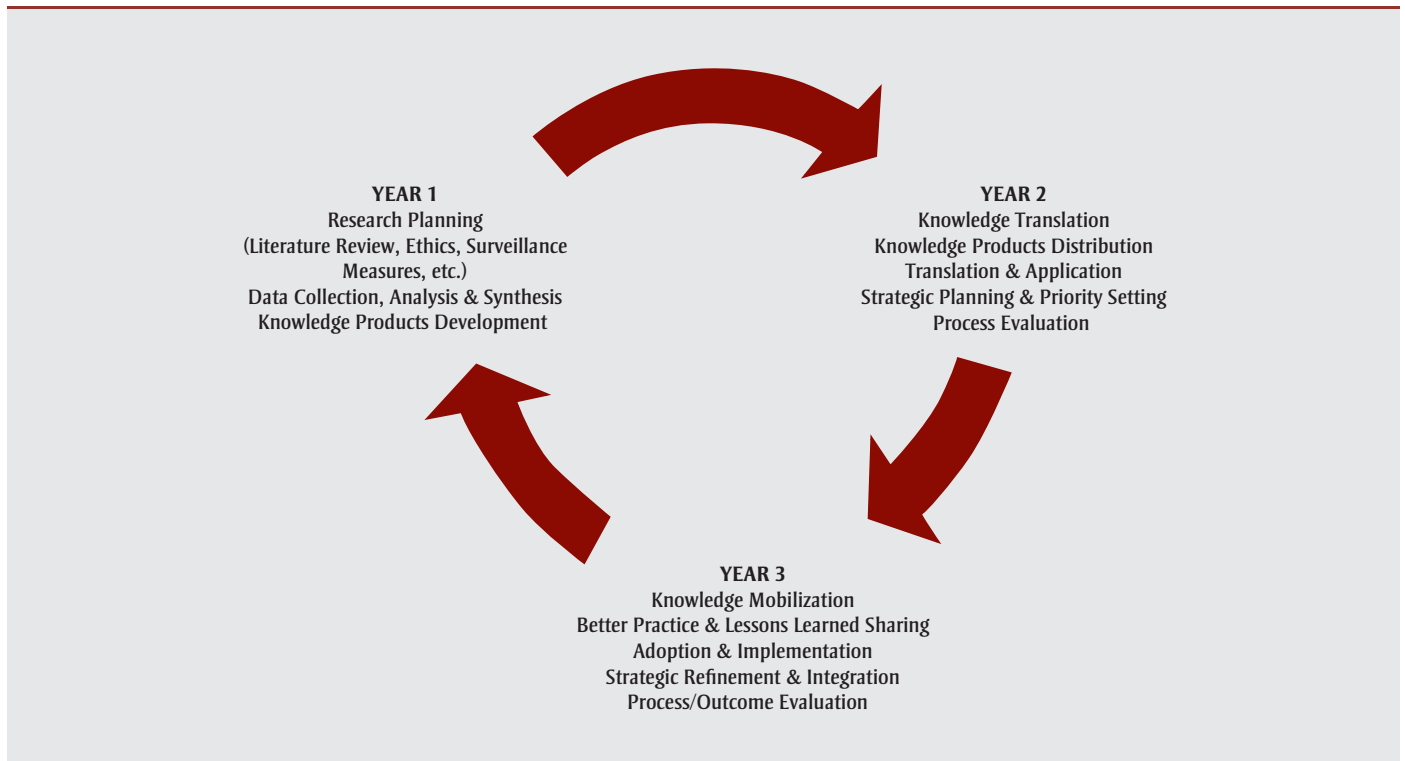 YEAR 1
Research Planning
(Literature Review, Ethics, Surveillance
Measures, etc.)
Data Collection, Analysis & Synthesis
Knowledge Products Development
YEAR 2
Knowledge Translation
Knowledge Products Distribution
Translation & Application
Strategic Planning & Priority Setting
Process Evaluation
YEAR 3
Knowledge Mobilization
Better Practice & Lessons Learned Sharing
Adoption & Implementation
Strategic Refinement & Integration
Process/Outcome Evaluation